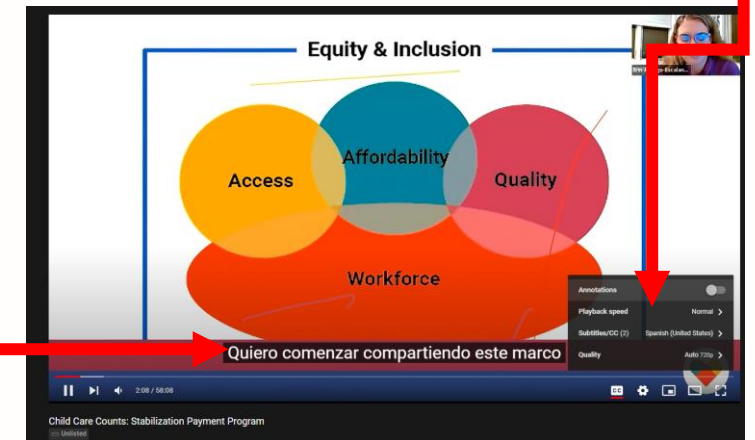 Equity & Inclusion
Access
Affordability
Quality
Workforce
Annotations
Playback speed Normal
Subtitles/CC (2) Spanish (United States)
Quality Auto 720p
Quiero comenzar compartiendo este marco
2:08 / 58:08
CC
Child Care Counts: Stabilization Payment Program
Unlisted